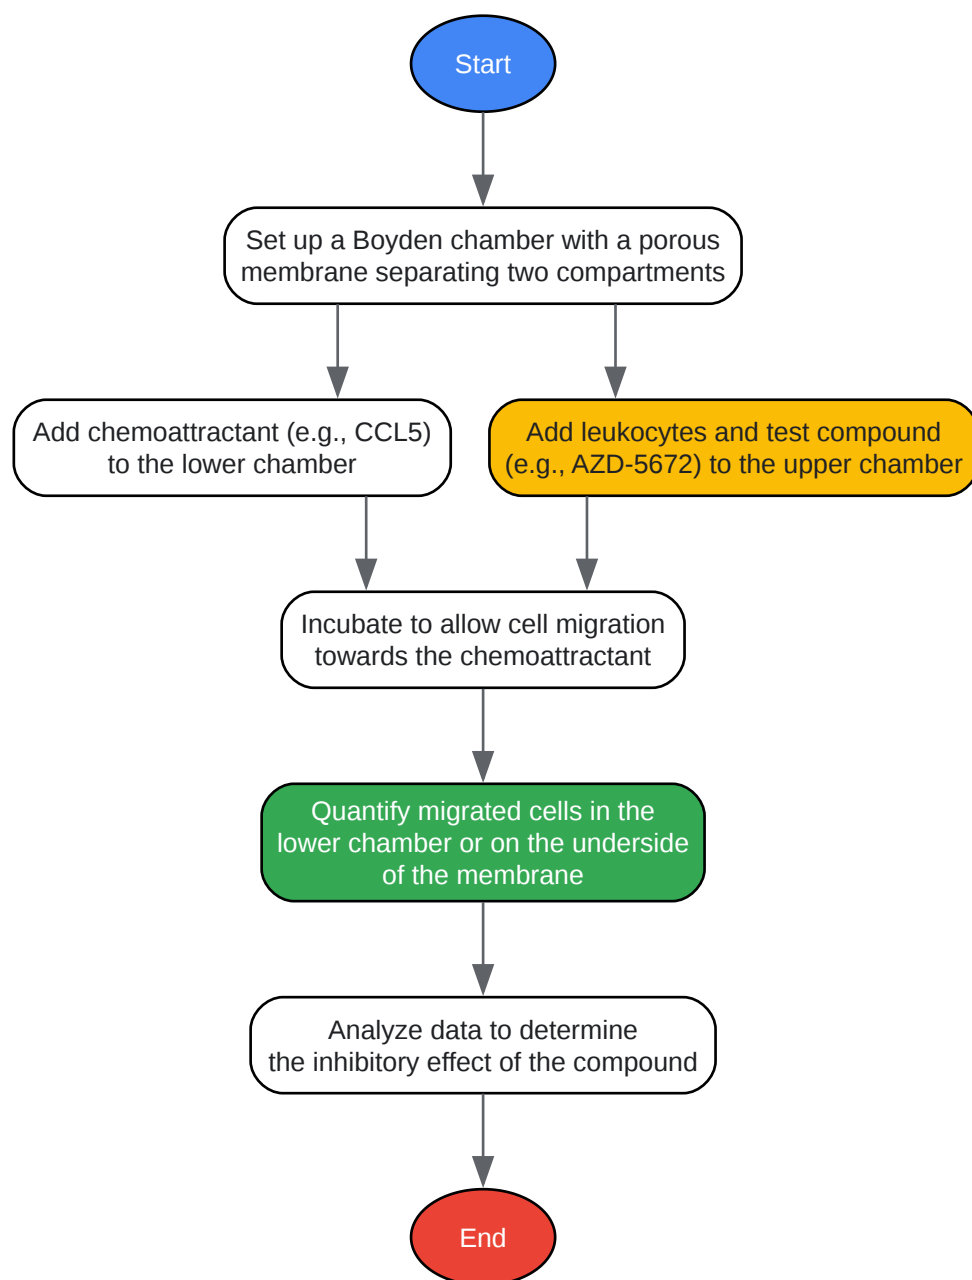 Start
Set up a Boyden chamber with a porous
membrane separating two compartments
Add chemoattractant (e.g., CCL5)
to the lower chamber
Add leukocytes and test compound
(e.g., AZD-5672) to the upper chamber
Incubate to allow cell migration
towards the chemoattractant
Quantify migrated cells in the
lower chamber or on the underside
of the membrane
Analyze data to determine
the inhibitory effect of the compound
End